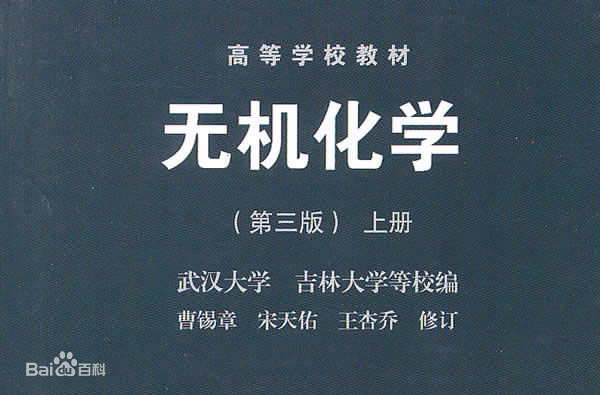 高等学校教材
无机化学
（第三版） 上册
武汉大学 吉林大学等校编
曹锡章 宋天佑 王杏乔 修订
Bai du 百科